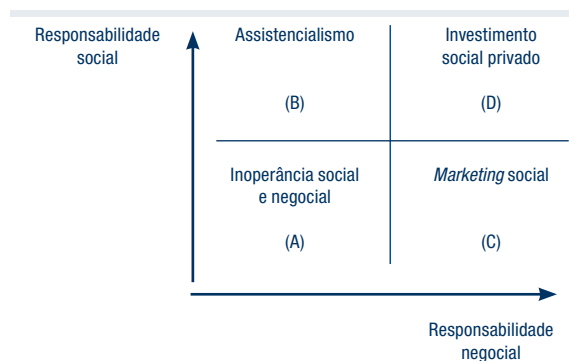 Responsabilidade
social
Assistencialismo
Investimento
social privado
(B)
(D)
Inoperância social
e negocial
Marketing social
(A)
(C)
Responsabilidade
negocial